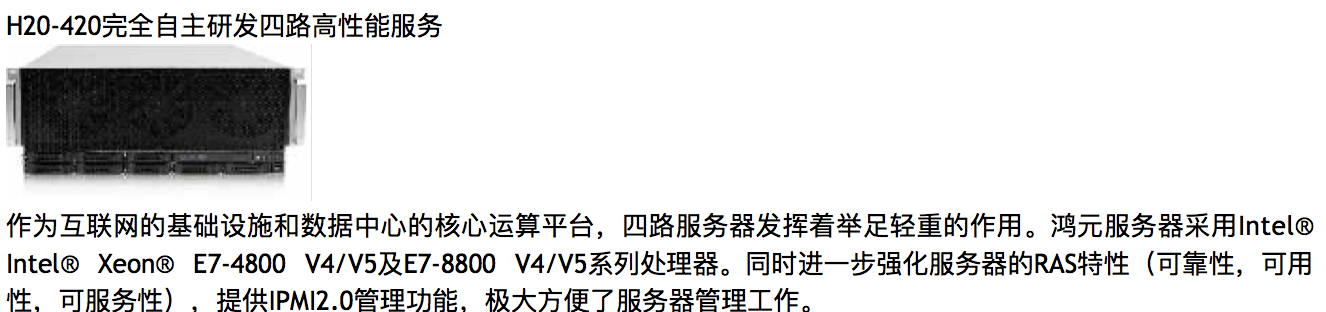 H20-420完全自主研发四路高性能服务
作为互联网的基础设施和数据中心的核心运算平台，四路服务器发挥着举足轻重的作用。鸿元服务器采用Intel®
Intel® Xeon® E7-4800 V4/V5及E7-8800 V4/V5系列处理器。同时进一步强化服务器的RAS特性（可靠性，可用
性，可服务性），提供IPMI2.0管理功能，极大方便了服务器管理工作。